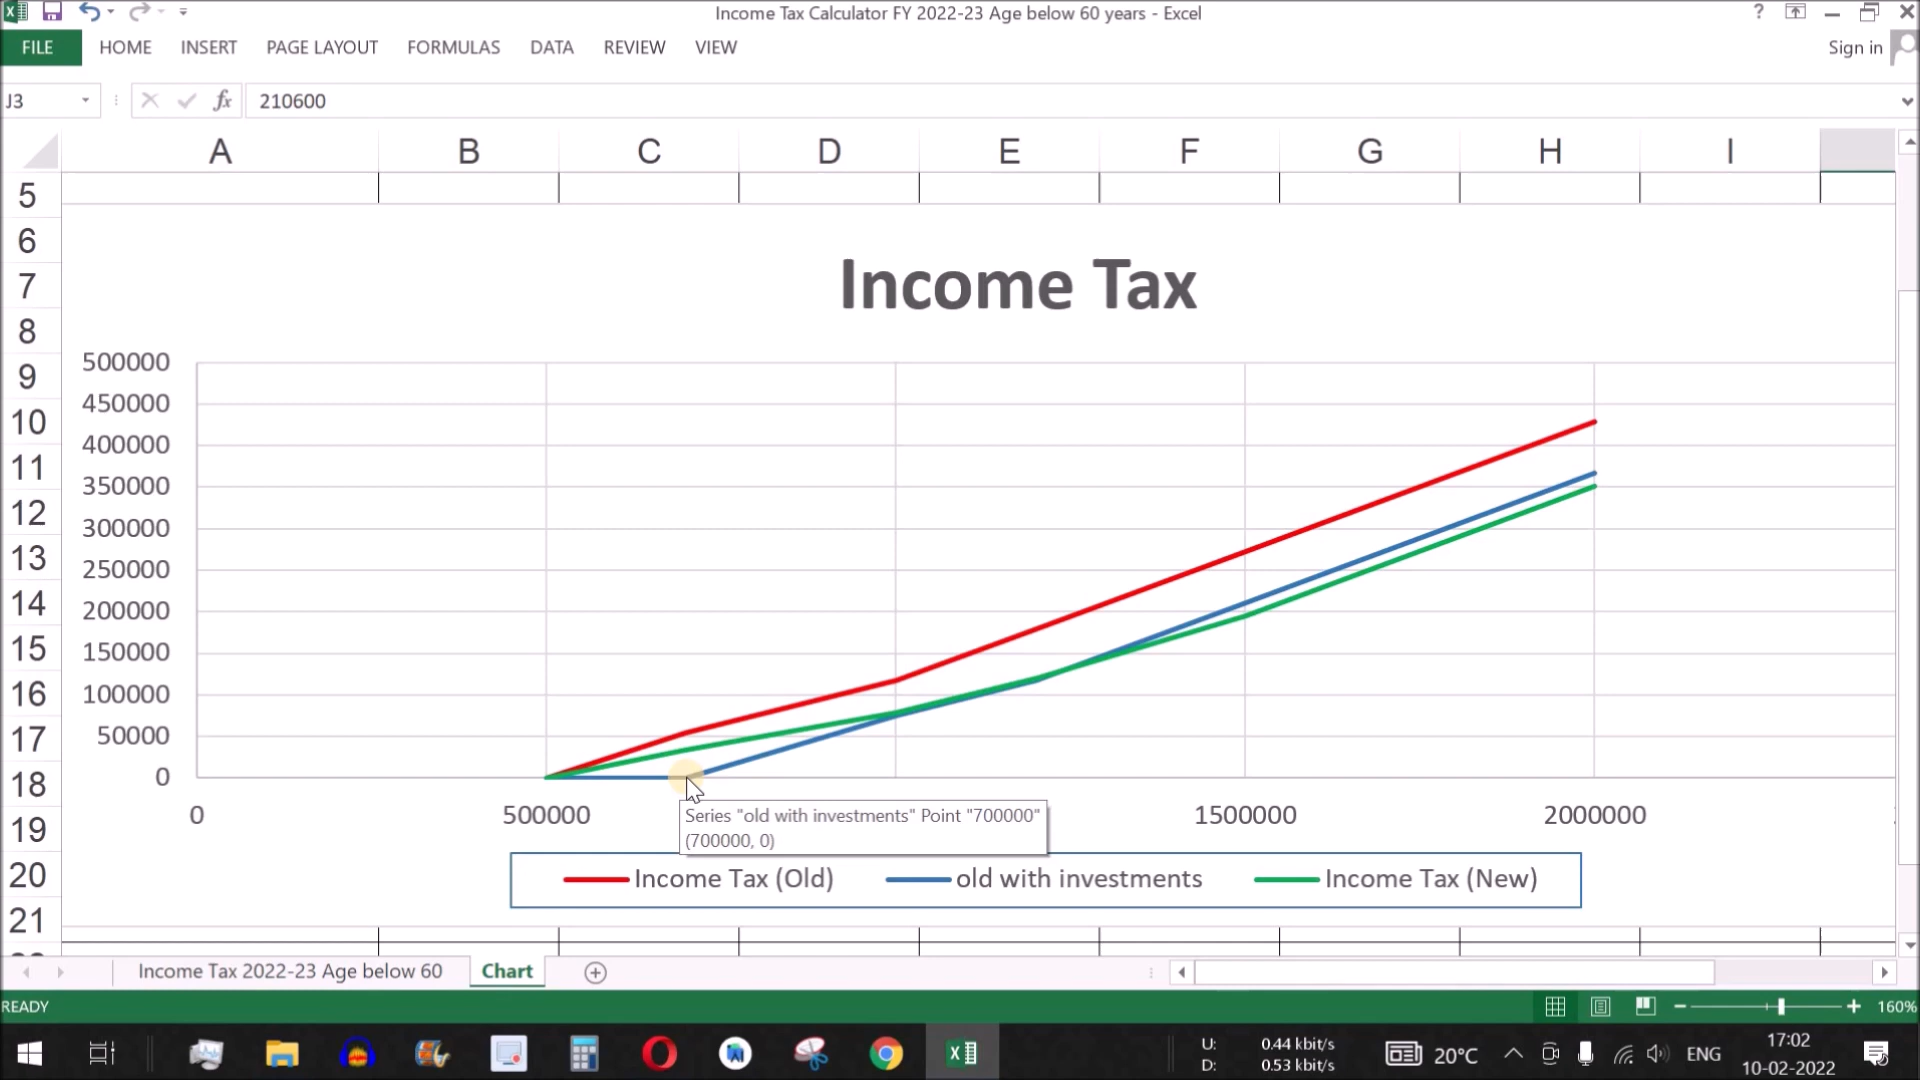 Income Tax Calculator FY 2022-23 Age below 60 years - Excel
?
FILE HOME INSERT PAGE LAYOUT FORMULAS DATA REVIEW VIEW
Sign in
J3 fx 210600
A B C D E F G H I
5
6
7
8
9
10
11
12
13
14
15
16
17
18
19
20
21
Income Tax
500000
450000
400000
350000
300000
250000
200000
150000
100000
50000
0
0 500000 1500000 2000000
Series "old with investments" Point "700000"
(700000, 0)
Income Tax (Old) old with investments Income Tax (New)
Income Tax 2022-23 Age below 60 Chart
READY
160%
U: 0.44 kbit/s
D: 0.53 kbit/s
20°C
ENG
17:02
10-02-2022